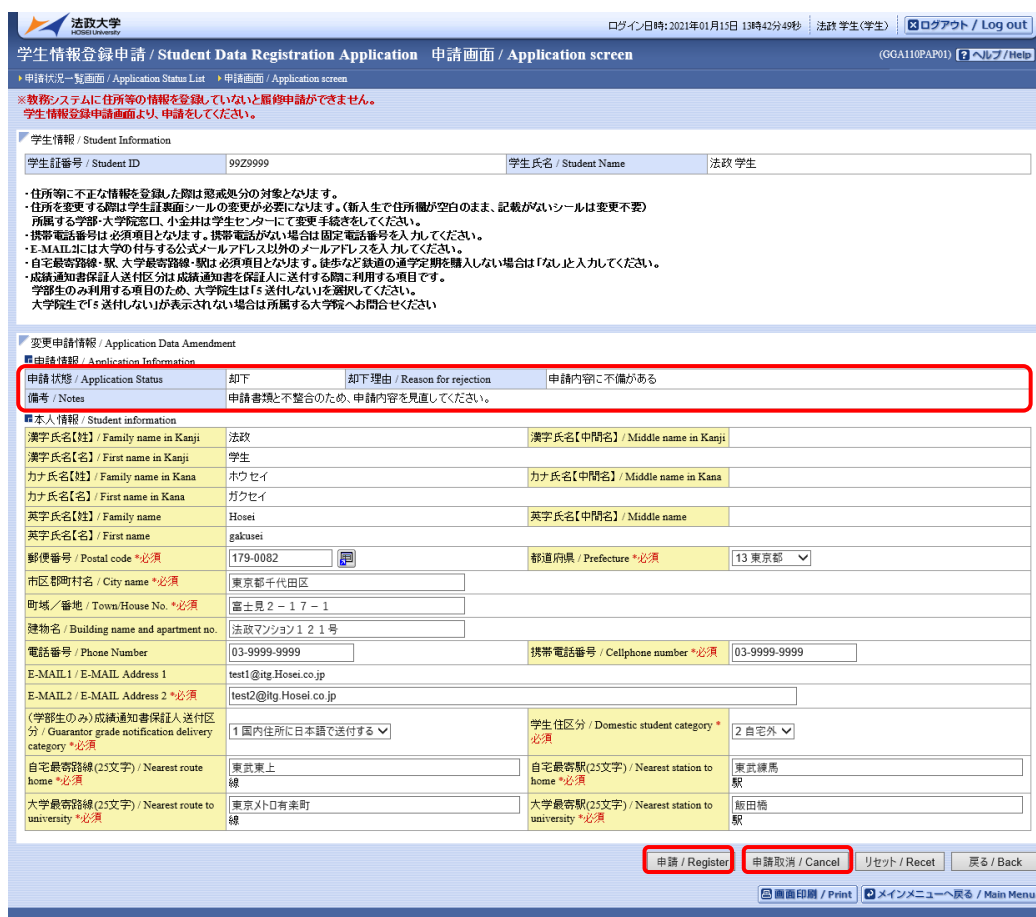 法政大学
HOSEI University
ログイン日時：2021年01月15日 13時42分49秒 法政 学生(学生) ログアウト / Log out
学生情報登録申請 / Student Data Registration Application 申請画面 / Application screen (GGA110PAP01) ヘルプ/Help
申請状況一覧画面 / Application Status List 申請画面 / Application screen
※教務システムに住所等の情報を登録していないと履修申請ができません。
学生情報登録申請画面より、申請をしてください。
学生情報 / Student Information
学生証番号 / Student ID 99Z9999 学生氏名 / Student Name 法政 学生
・住所等に不正な情報を登録した際は懲戒処分の対象となります。
・住所を変更する際は学生証裏面シールの変更が必要になります。(新入生で住所欄が空白のまま、記載がないシールは変更不要)
所属する学部・大学院窓口、小金井は学生センターにて変更手続きをしてください。
・携帯電話番号は必須項目となります。携帯電話がない場合は固定電話番号を入力してください。
・E-MAIL2には大学の付与する公式メールアドレス以外のメールアドレスを入力してください。
・自宅最寄路線・駅、大学最寄路線・駅は必須項目となります。徒歩など鉄道の通学定期を購入しない場合は「なし」と入力してください。
・成績通知書保証人送付区分は成績通知書を保証人に送付する際に利用する項目です。
学部生のみ利用する項目のため、大学院生は「5 送付しない」を選択してください。
大学院生で「5 送付しない」が表示されない場合は所属する大学院へお問合せください
変更申請情報 / Application Data Amendment
申請情報 / Application Information
申請状態 / Application Status 却下 却下理由 / Reason for rejection 申請内容に不備がある
備考 / Notes 申請書類と不整合のため、申請内容を見直してください。
本人情報 / Student information
漢字氏名【姓】 / Family name in Kanji 法政 漢字氏名【中間名】 / Middle name in Kanji
漢字氏名【名】 / First name in Kanji 学生
カナ氏名【姓】 / Family name in Kana ホウセイ カナ氏名【中間名】 / Middle name in Kana
カナ氏名【名】 / First name in Kana ガクセイ
英字氏名【姓】 / Family name Hosei 英字氏名【中間名】 / Middle name
英字氏名【名】 / First name gakusei
郵便番号 / Postal code *必須 179-0082 都道府県 / Prefecture *必須 13 東京都
市区郡町村名 / City name *必須 東京都千代田区
町域／番地 / Town/House No. *必須 富士見２－１７－１
建物名 / Building name and apartment no. 法政マンション１２１号
電話番号 / Phone Number 03-9999-9999 携帯電話番号 / Cellphone number *必須 03-9999-9999
E-MAIL1 / E-MAIL Address 1 test1@itg.Hosei.co.jp
E-MAIL2 / E-MAIL Address 2 *必須 test2@itg.Hosei.co.jp
(学部生のみ)成績通知書保証人送付区
分 / Guarantor grade notification delivery
category *必須 1 国内住所に日本語で送付する 学生住区分 / Domestic student category *
必須 2 自宅外
自宅最寄路線(25文字) / Nearest route
home *必須 東武東上
線 自宅最寄駅(25文字) / Nearest station to
home *必須 東武練馬
駅
大学最寄路線(25文字) / Nearest route to
university *必須 東京メトロ有楽町
線 大学最寄駅(25文字) / Nearest station to
university *必須 飯田橋
駅
申請 / Register 申請取消 / Cancel リセット / Recet 戻る / Back
画面印刷 / Print メインメニューへ戻る / Main Menu